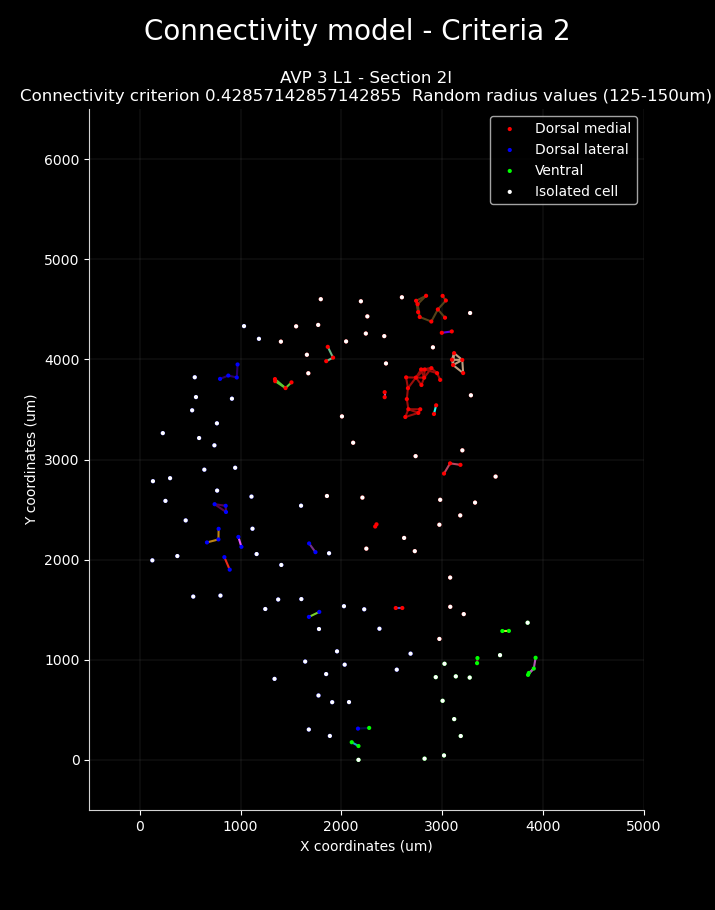 Connectivity model - Criteria 2
AVP 3 L1 - Section 2I
Connectivity criterion 0.42857142857142855  Random radius values (125-150um)
Dorsal medial
Dorsal lateral
Ventral
Isolated cell
6000
5000
4000
3000
2000
1000
0
Y coordinates (um)
0
1000
2000
3000
4000
5000
X coordinates (um)